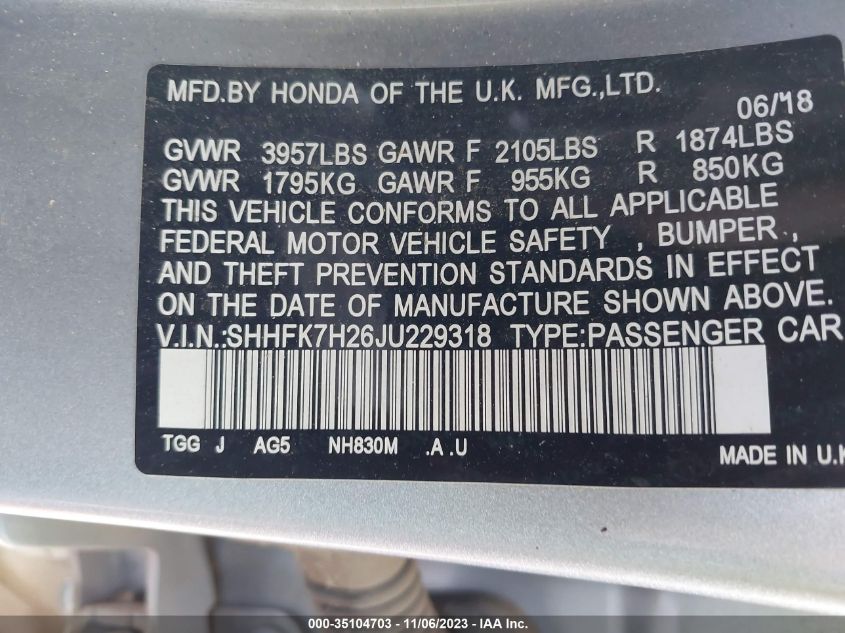 MFD.BY HONDA OF THE U.K. MFG.,LTD.
06/18
GVWR 3957LBS GAWR F 2105LBS R 1874LBS
GVWR 1795KG GAWR F 955KG R 850KG
THIS VEHICLE CONFORMS TO ALL APPLICABLE
FEDERAL MOTOR VEHICLE SAFETY , BUMPER ,
AND THEFT PREVENTION STANDARDS IN EFFECT
ON THE DATE OF MANUFACTURE SHOWN ABOVE.
V.I.N.:SHHFK7H26JU229318 TYPE:PASSENGER CAR
TGG J AG5 NH830M .A .U
MADE IN U.K
000-35104703 - 11/06/2023 - IAA Inc.